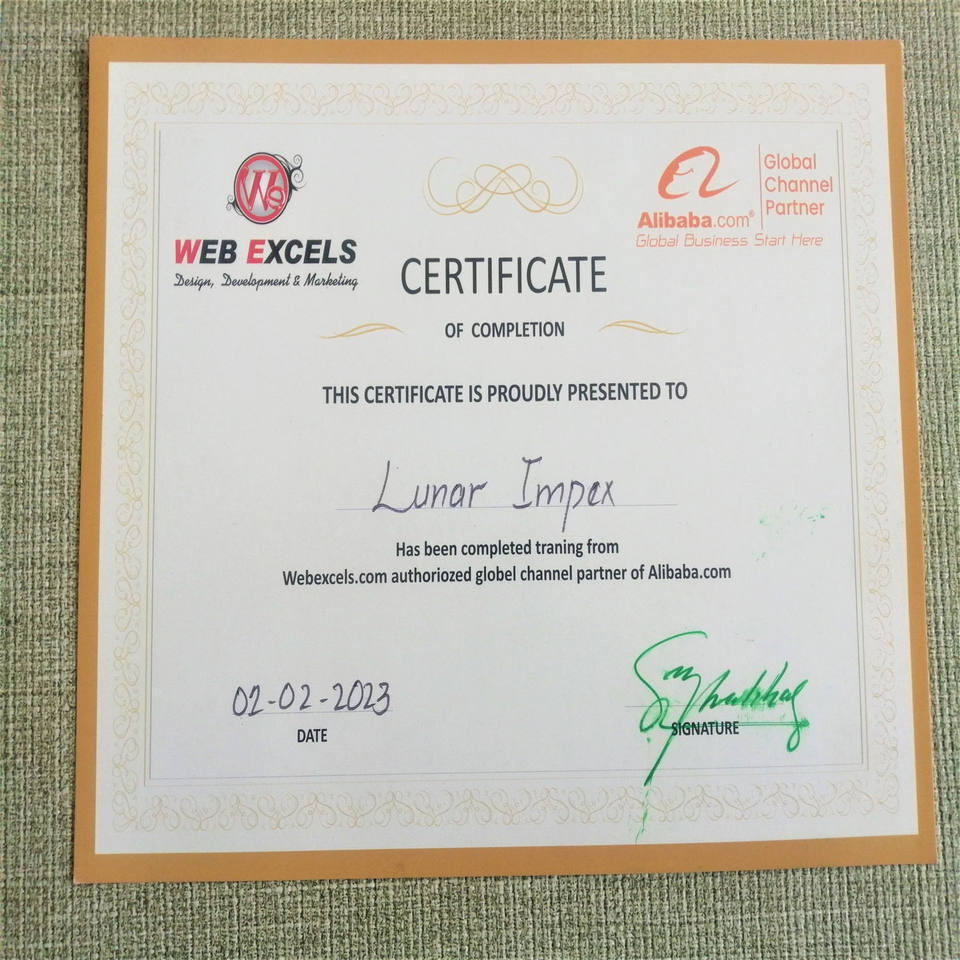 WE
WEB EXCELS
Design, Development & Marketing
Alibaba.com®
Global Business Start Here
Global
Channel
Partner
CERTIFICATE
OF COMPLETION
THIS CERTIFICATE IS PROUDLY PRESENTED TO
Lunar Impex
Has been completed traning from
Webexcels.com authoriozed globel channel partner of Alibaba.com
02-02-2023
DATE
SIGNATURE